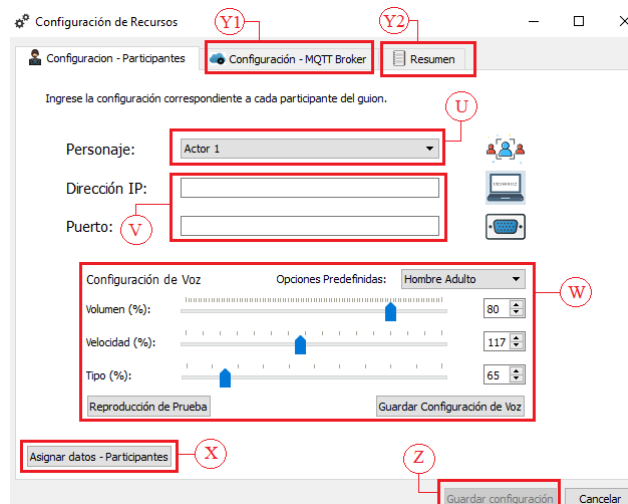 Configuración de Recursos
Y1
Y2
Configuracion - Participantes
Configuración - MQTT Broker
Resumen
Ingrese la configuración correspondiente a cada participante del guion.
U
Personaje:
Actor 1
Dirección IP:
Puerto:
V
Configuración de Voz
Opciones Predefinidas:
Hombre Adulto
W
Volumen (%):
80
Velocidad (%):
117
Tipo (%):
65
Reproducción de Prueba
Guardar Configuración de Voz
Asignar datos - Participantes
X
Z
Guardar configuración
Cancelar